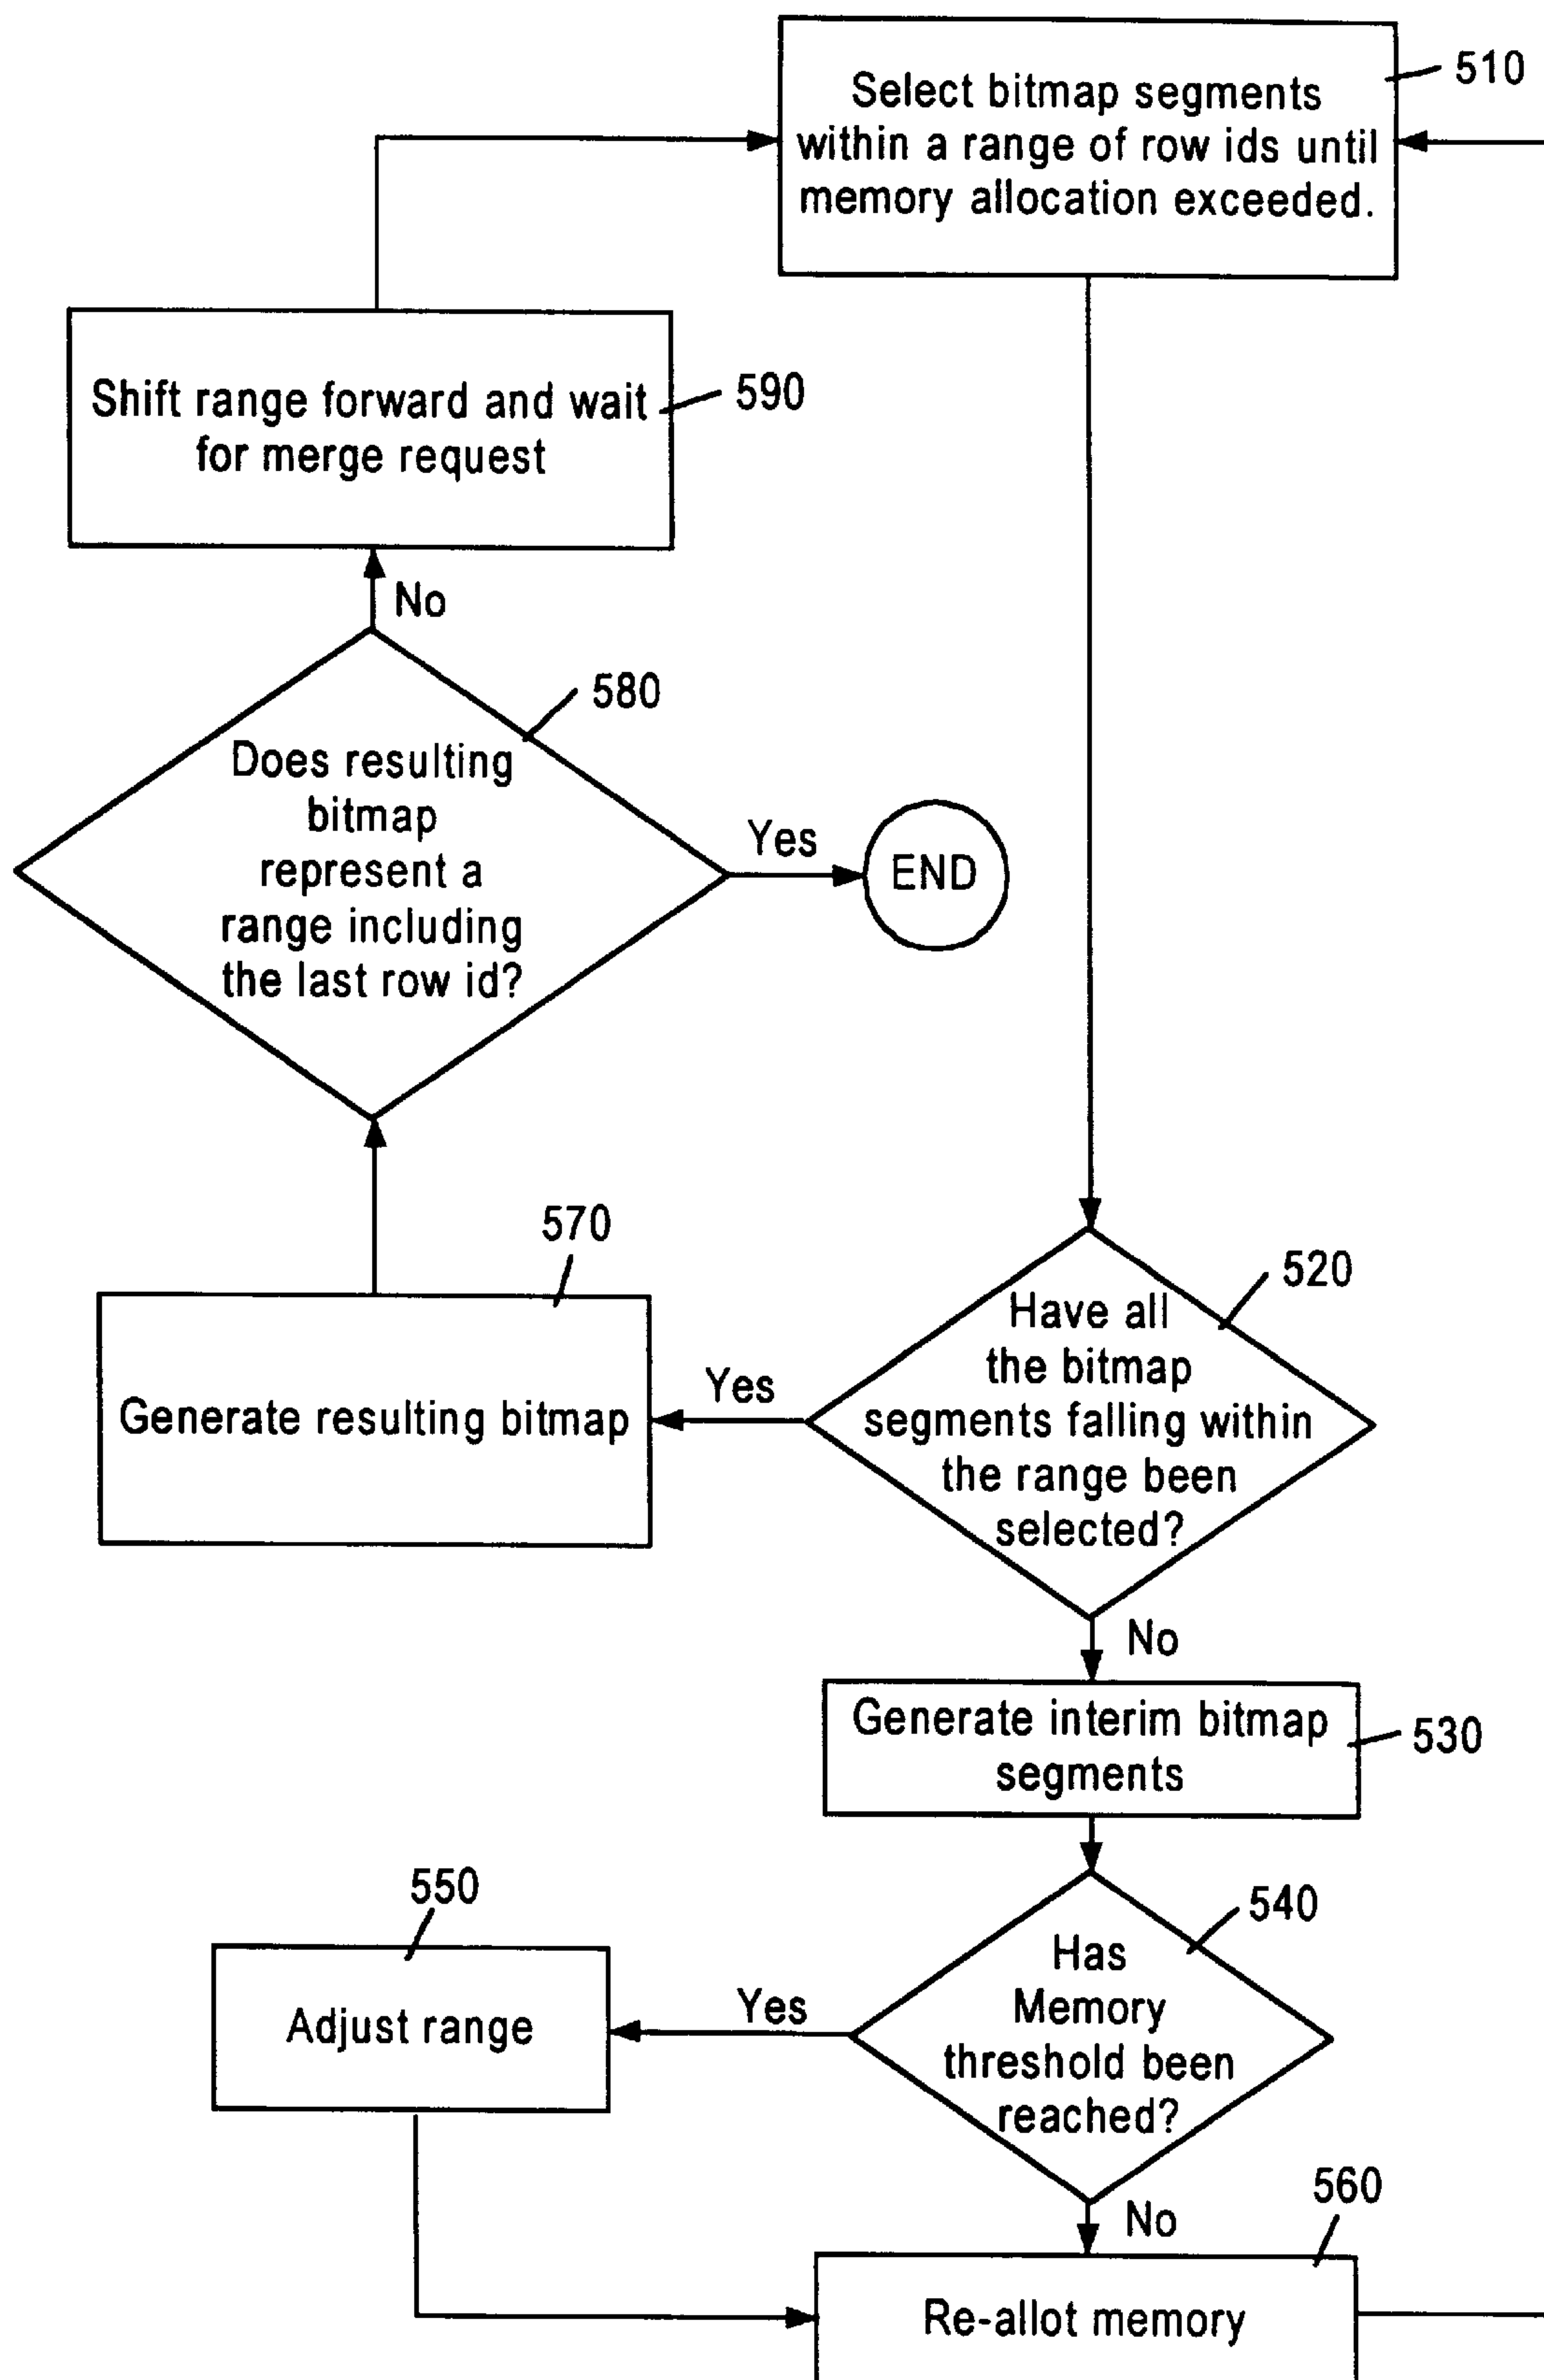 Select bitmap segments
within a range of row ids until
memory allocation exceeded.
510
Shift range forward and wait
for merge request
590
No
580
Does resulting
bitmap
represent a
range including
the last row id?
Yes
END
570
Generate resulting bitmap
Yes
520
Have all
the bitmap
segments falling within
the range been
selected?
No
Generate interim bitmap
segments
530
550
Adjust range
Yes
540
Has
Memory
threshold been
reached?
No
560
Re-allot memory